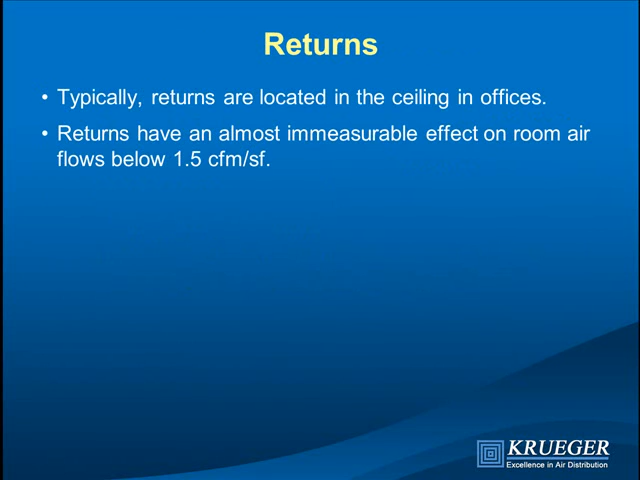 Returns
• Typically, returns are located in the ceiling in offices.
• Returns have an almost immeasurable effect on room air
flows below 1.5 cfm/sf.
KRUEGER
Excellence in Air Distribution